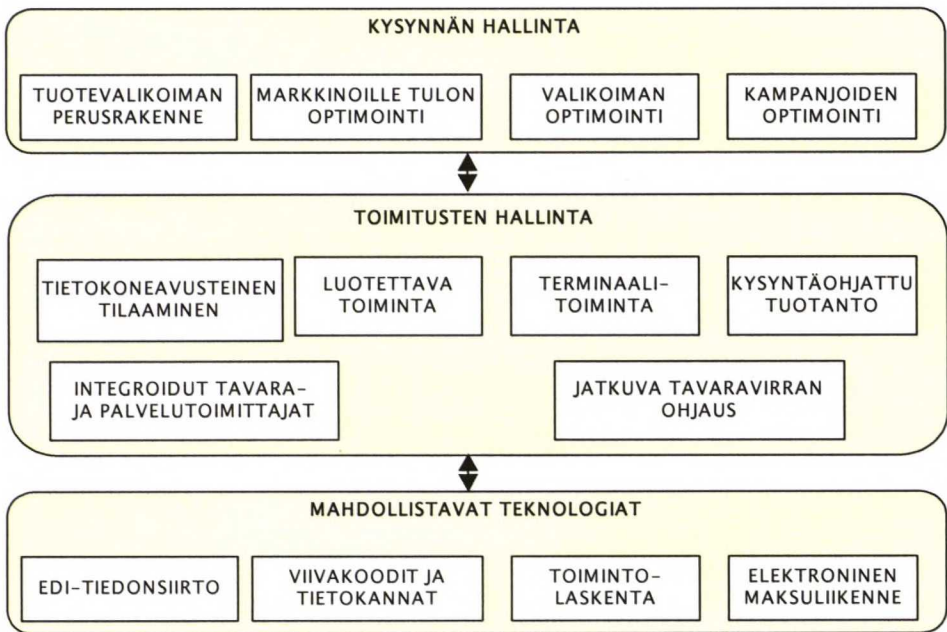 KYSYNNÄN HALLINTA
TUOTEVALIKOIMAN
PERUSRAKENNE
MARKKINOILLE TULON
OPTIMOINTI
VALIKOIMAN
OPTIMOINTI
KAMPANJOIDEN
OPTIMOINTI
TOIMITUSTEN HALLINTA
TIETOKONEAVUSTEINEN
TILAAMINEN
LUOTETTAVA
TOIMINTA
TERMINAALI-
TOIMINTA
KYSYNTÄOHJATTU
TUOTANTO
INTEGROIDUT TAVARA-
JA PALVELUTOIMITTAJAT
JATKUVA TAVARAVIRRAN
OHJAUS
MAHDOLLISTAVAT TEKNOLOGIAT
EDI-TIEDONSIIRTO
VIIVAKOODIT JA
TIETOKANNAT
TOIMINTO-
LASKENTA
ELEKTRONINEN
MAKSULIIKENNE